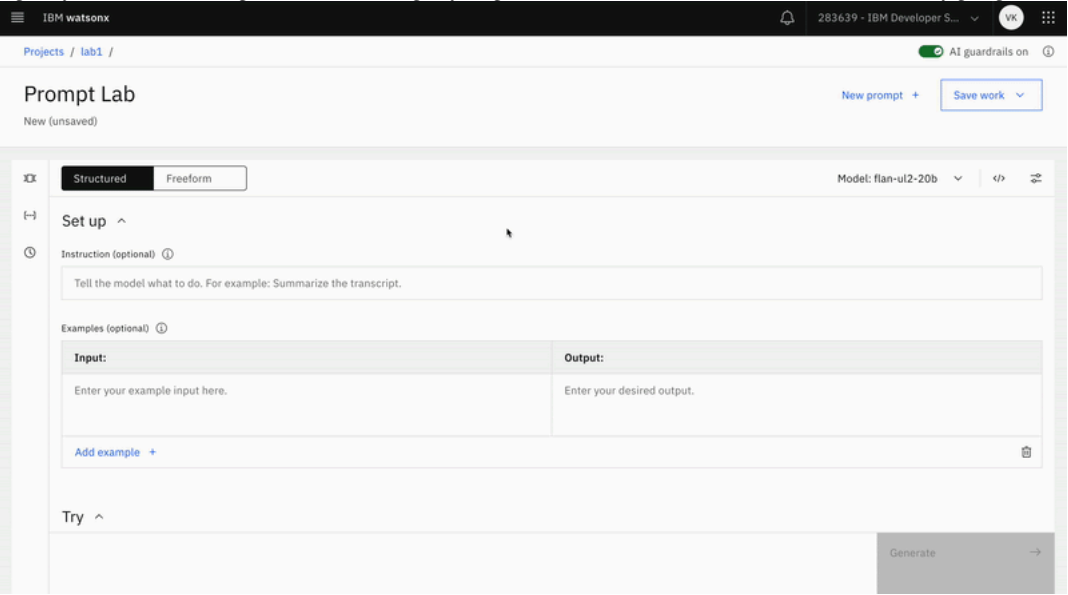 IBM watsonx
283639 - IBM Developer S...
VK
Projects / lab1 /
AI guardrails on
Prompt Lab
New prompt +
Save work
New (unsaved)
Structured
Freeform
Model: flan-ul2-20b
</>
Set up
Instruction (optional)
Tell the model what to do. For example: Summarize the transcript.
Examples (optional)
Input:
Output:
Enter your example input here.
Enter your desired output.
Add example +
Try
Generate →